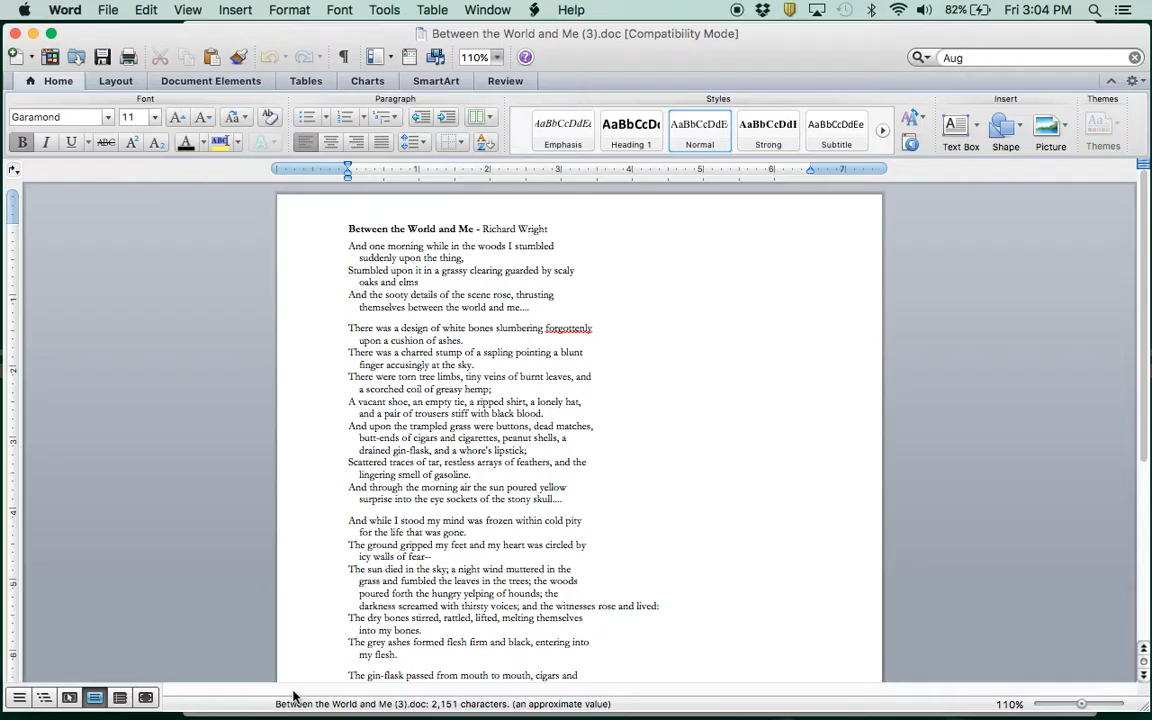 Word File Edit View Insert Format Font Tools Table Window Help 82% Fri 3:04 PM
Between the World and Me (3).doc [Compatibility Mode]
110% Aug
Home Layout Document Elements Tables Charts SmartArt Review
Font Paragraph Styles Insert Themes
Garamond 11 Aa
AaBbCcDdEe AaBbCcDc AaBbCcDdE AaBbCcDdI AaBbCcDdEe
B I U ABC A2 A2 A ABC A
Emphasis Heading 1 Normal Strong Subtitle Text Box Shape Picture Themes
1 2 3 4 5 6 7
Between the World and Me - Richard Wright
And one morning while in the woods I stumbled
suddenly upon the thing,
Stumbled upon it in a grassy clearing guarded by scaly
oaks and elms
And the sooty details of the scene rose, thrusting
themselves between the world and me....
There was a design of white bones slumbering forgottenly
upon a cushion of ashes.
There was a charred stump of a sapling pointing a blunt
finger accusingly at the sky.
There were torn tree limbs, tiny veins of burnt leaves, and
a scorched coil of greasy hemp;
A vacant shoe, an empty tie, a ripped shirt, a lonely hat,
and a pair of trousers stiff with black blood.
And upon the trampled grass were buttons, dead matches,
butt-ends of cigars and cigarettes, peanut shells, a
drained gin-flask, and a whore's lipstick;
Scattered traces of tar, restless arrays of feathers, and the
lingering smell of gasoline.
And through the morning air the sun poured yellow
surprise into the eye sockets of the stony skull....
And while I stood my mind was frozen within cold pity
for the life that was gone.
The ground gripped my feet and my heart was circled by
icy walls of fear--
The sun died in the sky; a night wind muttered in the
grass and fumbled the leaves in the trees; the woods
poured forth the hungry yelping of hounds; the
darkness screamed with thirsty voices; and the witnesses rose and lived:
The dry bones stirred, rattled, lifted, melting themselves
into my bones.
The grey ashes formed flesh firm and black, entering into
my flesh.
The gin-flask passed from mouth to mouth, cigars and
Between the World and Me (3).doc: 2,151 characters. (an approximate value) 110%